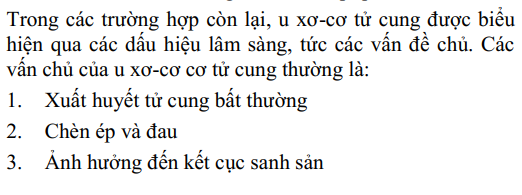 Trong các trường hợp còn lại, u xơ-cơ tử cung được biểu
hiện qua các dấu hiệu lâm sàng, tức các vấn đề chủ. Các
vấn chủ của u xơ-cơ cơ tử cung thường là:
1. Xuất huyết tử cung bất thường
2. Chèn ép và đau
3. Ảnh hưởng đến kết cục sanh sản